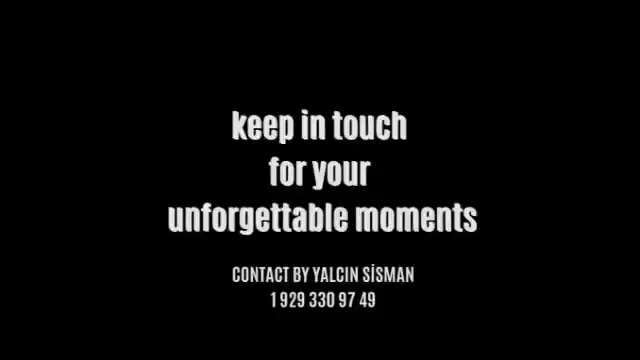 keep in touch
for your
unforgettable moments
CONTACT BY YALCIN SİSMAN
1 929 330 97 49